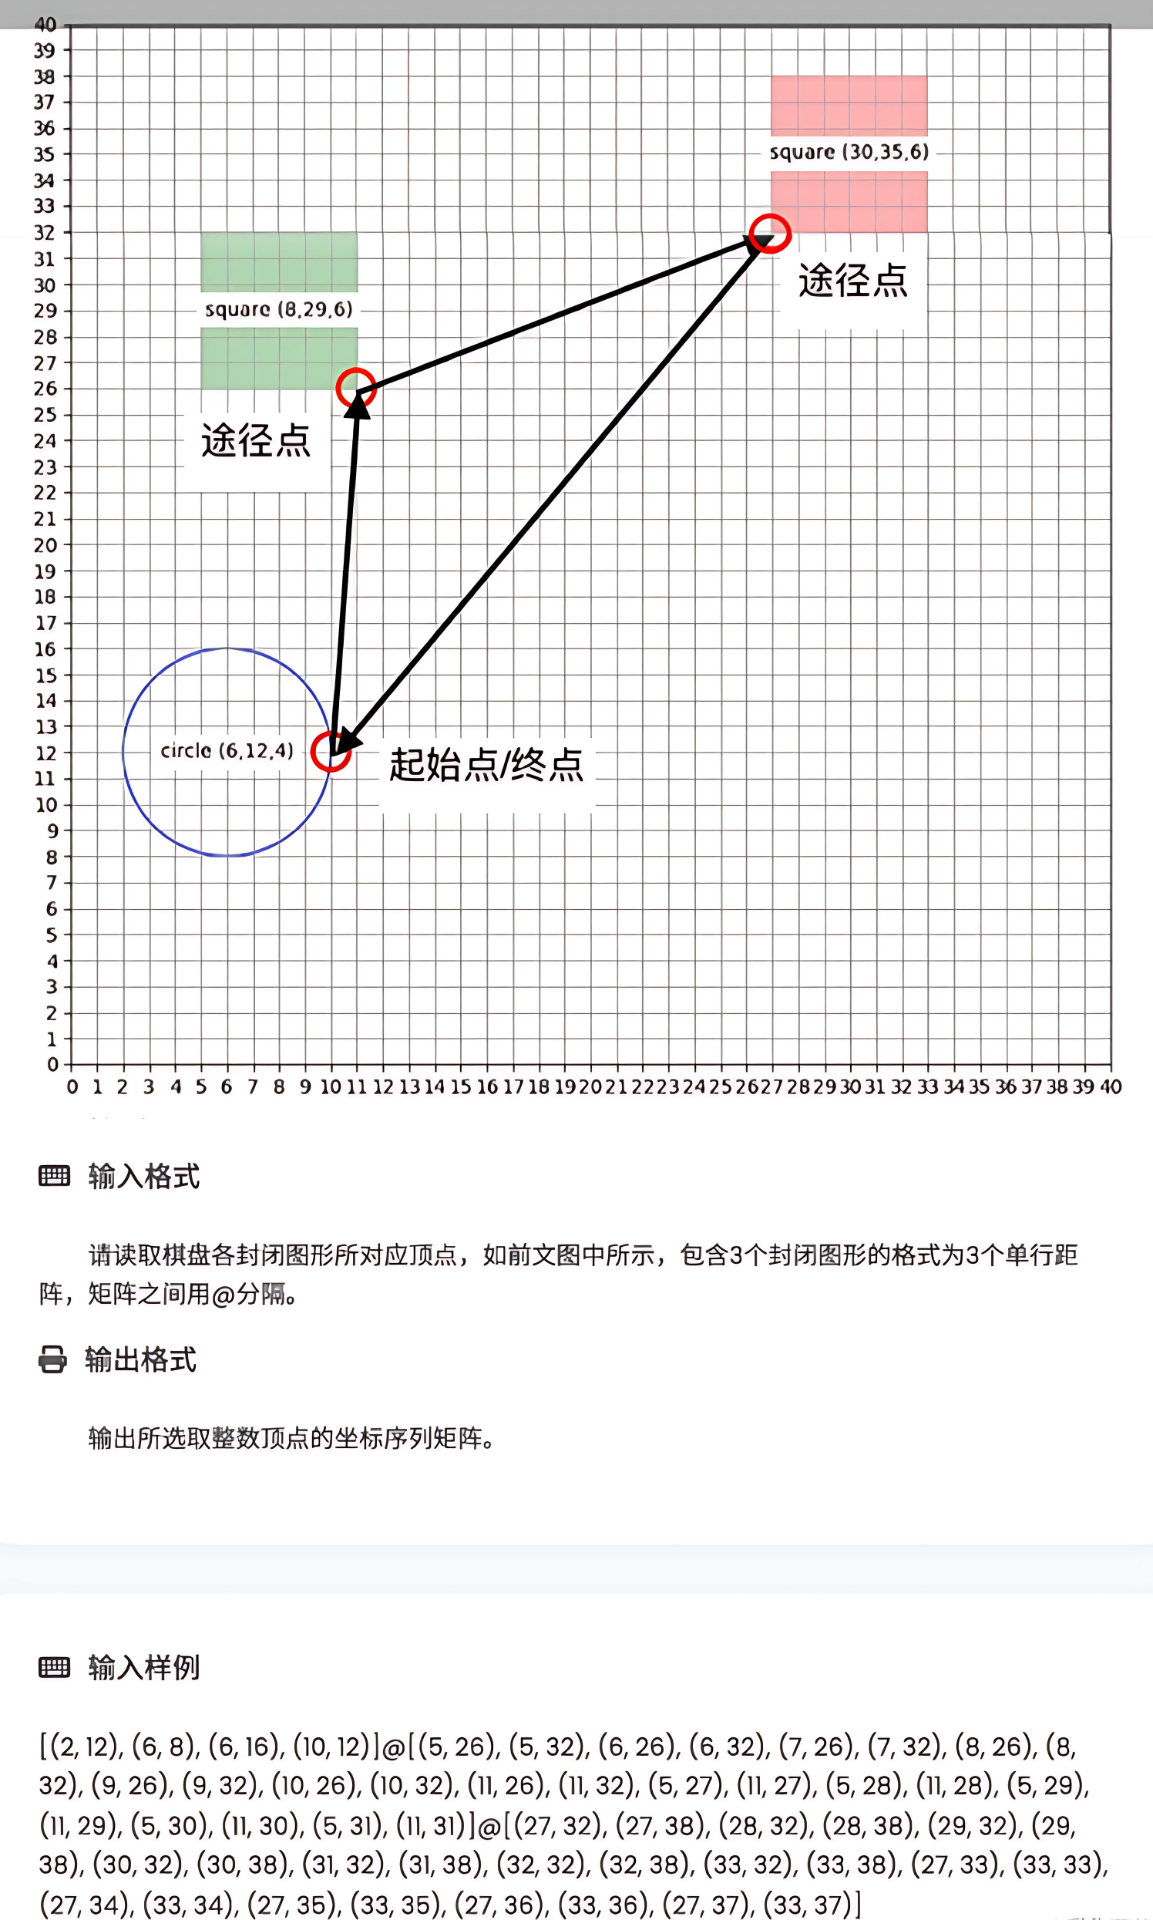 40
39
38
37
36
35
34
33
32
31
30
29
28
27
26
25
24
23
22
21
20
19
18
17
16
15
14
13
12
11
10
9
8
7
6
5
4
3
2
1
0
square (30,35,6)
途径点
square (8,29,6)
途径点
circle (6,12,4)
起始点/终点
0 1 2 3 4 5 6 7 8 9 10 11 12 13 14 15 16 17 18 19 20 21 22 23 24 25 26 27 28 29 30 31 32 33 34 35 36 37 38 39 40
输入格式
请读取棋盘各封闭图形所对应顶点，如前文图中所示，包含3个封闭图形的格式为3个单行距
阵，矩阵之间用@分隔。
输出格式
输出所选取整数顶点的坐标序列矩阵。
输入样例
[(2, 12), (6, 8), (6, 16), (10, 12)]@[(5, 26), (5, 32), (6, 26), (6, 32), (7, 26), (7, 32), (8, 26), (8,
32), (9, 26), (9, 32), (10, 26), (10, 32), (11, 26), (11, 32), (5, 27), (11, 27), (5, 28), (11, 28), (5, 29),
(11, 29), (5, 30), (11, 30), (5, 31), (11, 31)]@[(27, 32), (27, 38), (28, 32), (28, 38), (29, 32), (29,
38), (30, 32), (30, 38), (31, 32), (31, 38), (32, 32), (32, 38), (33, 32), (33, 38), (27, 33), (33, 33),
(27, 34), (33, 34), (27, 35), (33, 35), (27, 36), (33, 36), (27, 37), (33, 37)]